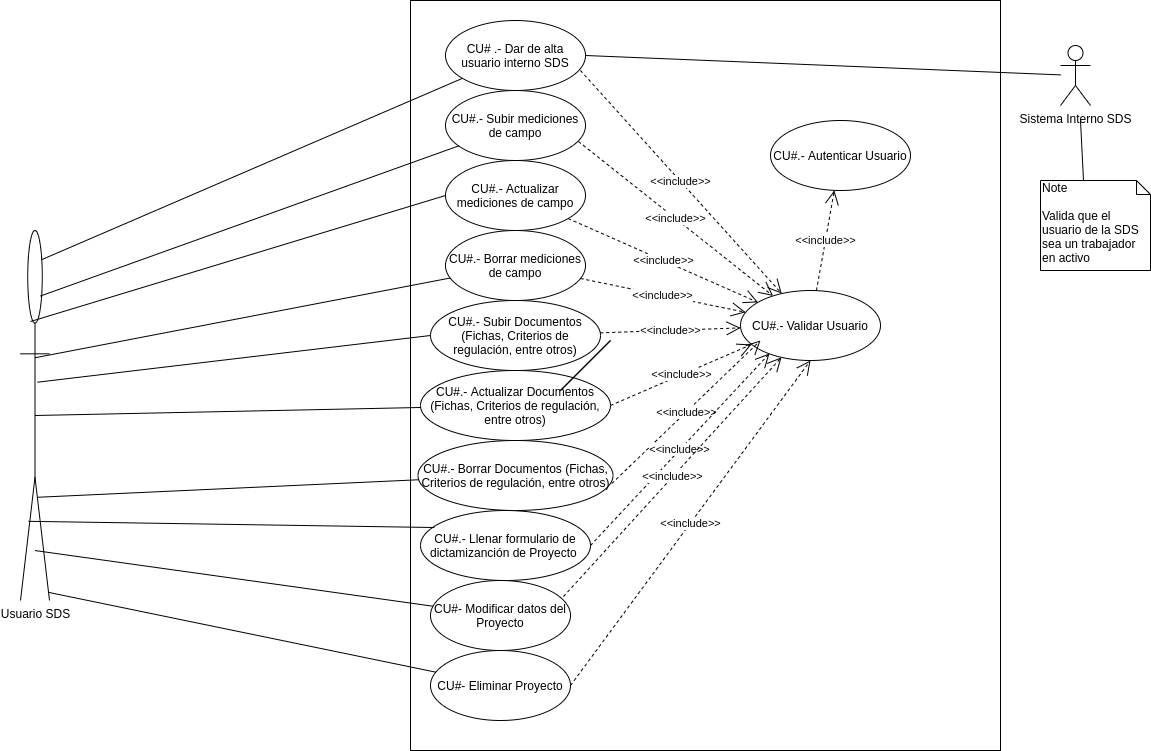 CU# .- Dar de alta
usuario interno SDS
CU#.- Subir mediciones
de campo
CU#.- Actualizar
mediciones de campo
CU#.- Borrar mediciones
de campo
CU#.- Subir Documentos
(Fichas, Criterios de
regulación, entre otros)
CU#.- Actualizar Documentos
(Fichas, Criterios de regulación,
entre otros)
CU#.- Borrar Documentos (Fichas,
Criterios de regulación, entre otros)
CU#.- Llenar formulario de
dictamizanción de Proyecto
CU#- Modificar datos del
Proyecto
CU#- Eliminar Proyecto
<<include>>
<<include>>
<<include>>
<<include>>
<<include>>
<<include>>
<<include>>
<<include>>
<<include>>
<<include>>
<<include>>
CU#.- Autenticar Usuario
CU#.- Validar Usuario
Usuario SDS
Sistema Interno SDS
Note
Valida que el
usuario de la SDS
sea un trabajador
en activo